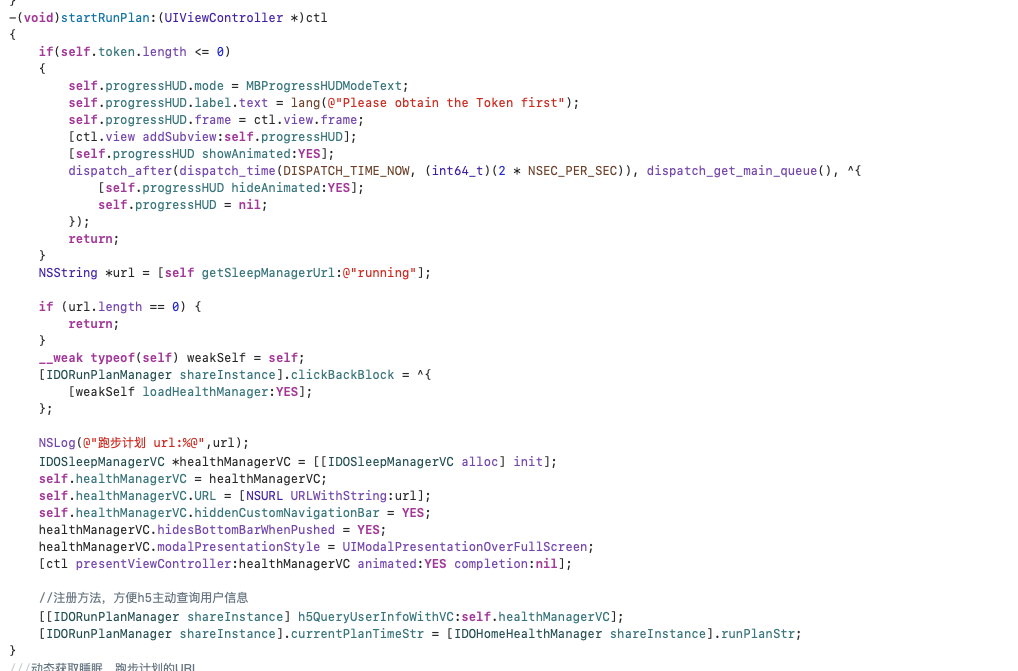 }
-(void)startRunPlan:(UIViewController *)ctl
{
    if(self.token.length <= 0)
    {
        self.progressHUD.mode = MBProgressHUDModeText;
        self.progressHUD.label.text = lang(@"Please obtain the Token first");
        self.progressHUD.frame = ctl.view.frame;
        [ctl.view addSubview:self.progressHUD];
        [self.progressHUD showAnimated:YES];
        dispatch_after(dispatch_time(DISPATCH_TIME_NOW, (int64_t)(2 * NSEC_PER_SEC)), dispatch_get_main_queue(), ^{
            [self.progressHUD hideAnimated:YES];
            self.progressHUD = nil;
        });
        return;
    }
    NSString *url = [self getSleepManagerUrl:@"running"];

    if (url.length == 0) {
        return;
    }
    __weak typeof(self) weakSelf = self;
    [IDORunPlanManager shareInstance].clickBackBlock = ^{
        [weakSelf loadHealthManager:YES];
    };

    NSLog(@"跑步计划 url:%@",url);
    IDOSleepManagerVC *healthManagerVC = [[IDOSleepManagerVC alloc] init];
    self.healthManagerVC = healthManagerVC;
    self.healthManagerVC.URL = [NSURL URLWithString:url];
    self.healthManagerVC.hiddenCustomNavigationBar = YES;
    healthManagerVC.hidesBottomBarWhenPushed = YES;
    healthManagerVC.modalPresentationStyle = UIModalPresentationOverFullScreen;
    [ctl presentViewController:healthManagerVC animated:YES completion:nil];

    //注册方法，方便h5主动查询用户信息
    [[IDORunPlanManager shareInstance] h5QueryUserInfoWithVC:self.healthManagerVC];
    [IDORunPlanManager shareInstance].currentPlanTimeStr = [IDOHomeHealthManager shareInstance].runPlanStr;
}
///动态获取睡眠、跑步计划的URL